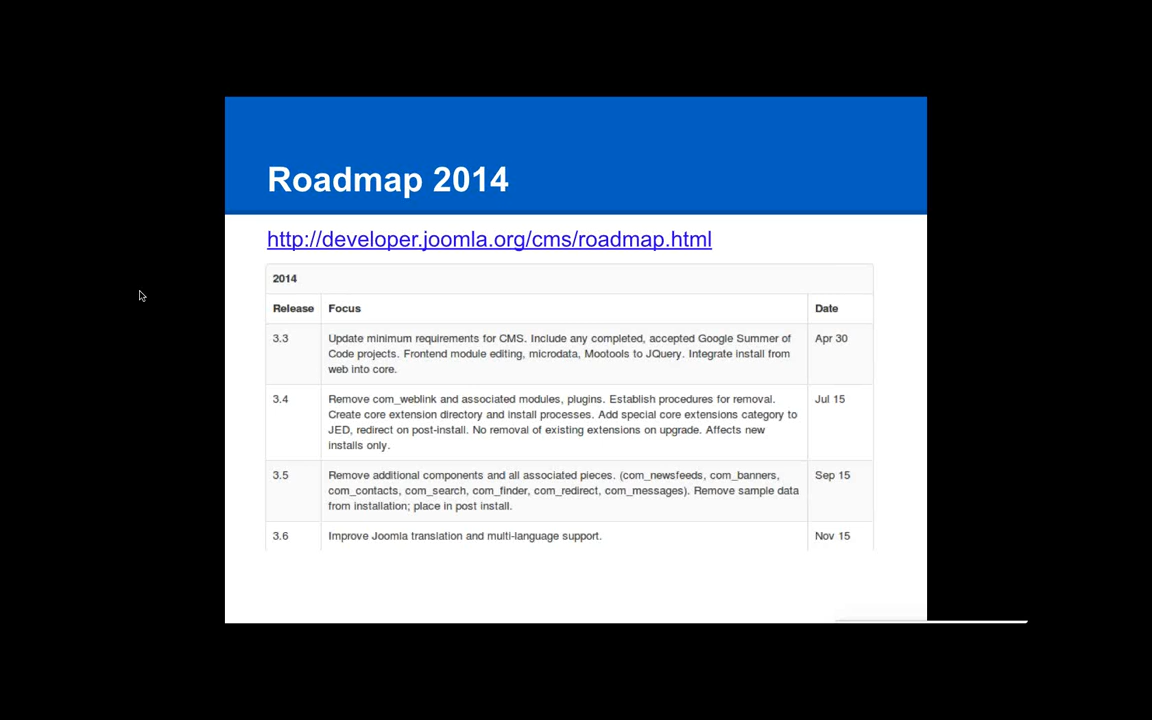 Roadmap 2014
http://developer.joomla.org/cms/roadmap.html
2014
Release Focus Date
3.3 Update minimum requirements for CMS. Include any completed, accepted Google Summer of Apr 30
Code projects. Frontend module editing, microdata, Mootools to JQuery. Integrate install from
web into core.
3.4 Remove com_weblink and associated modules, plugins. Establish procedures for removal. Jul 15
Create core extension directory and install processes. Add special core extensions category to
JED, redirect on post-install. No removal of existing extensions on upgrade. Affects new
installs only.
3.5 Remove additional components and all associated pieces. (com_newsfeeds, com_banners, Sep 15
com_contacts, com_search, com_finder, com_redirect, com_messages). Remove sample data
from installation; place in post install.
3.6 Improve Joomla translation and multi-language support. Nov 15